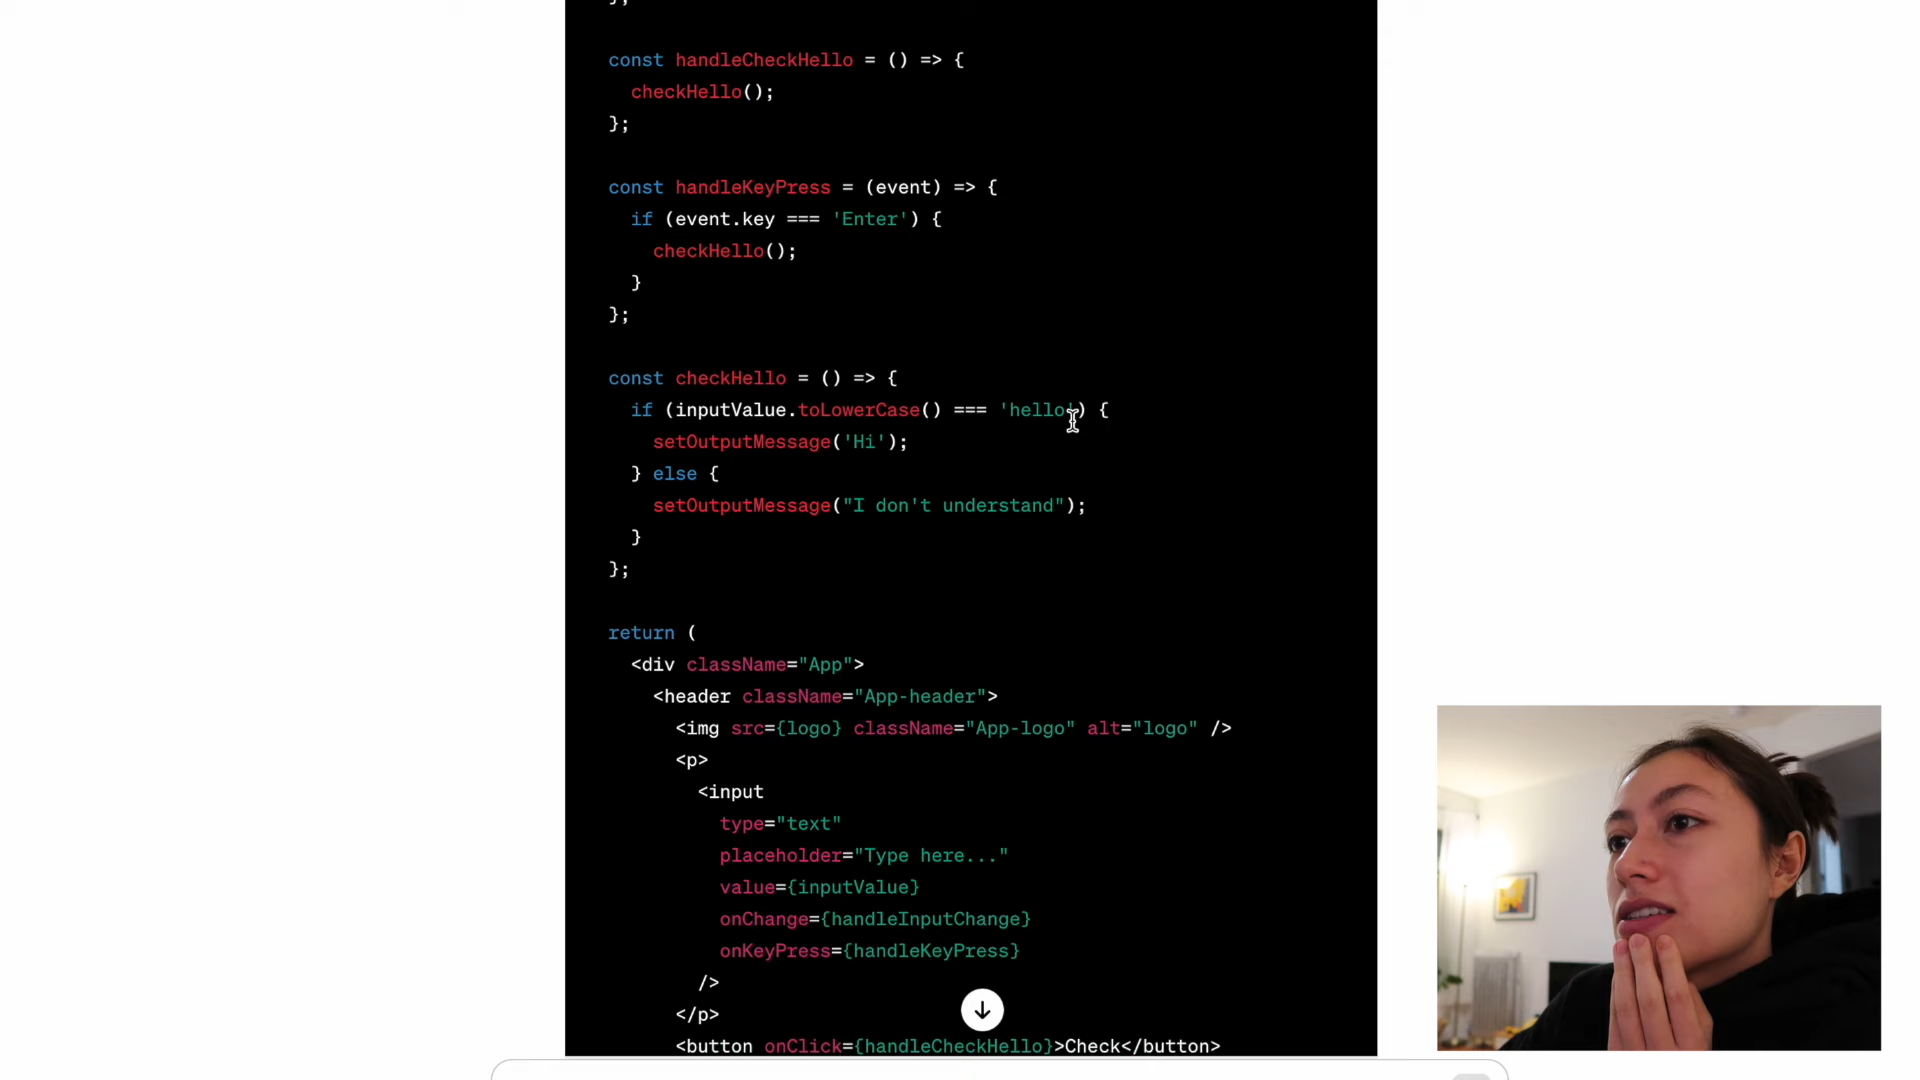 const handleCheckHello = () => {
checkHello();
};
const handleKeyPress = (event) => {
if (event.key === 'Enter') {
checkHello();
}
};
const checkHello = () => {
if (inputValue.toLowerCase() === 'hello') {
setOutputMessage('Hi');
} else {
setOutputMessage("I don't understand");
}
};
return (
<div className="App">
<header className="App-header">
<img src={logo} className="App-logo" alt="logo" />
<p>
<input
type="text"
placeholder="Type here..."
value={inputValue}
onChange={handleInputChange}
onKeyPress={handleKeyPress}
/>
</p>
<button onClick={handleCheckHello}>Check</button>